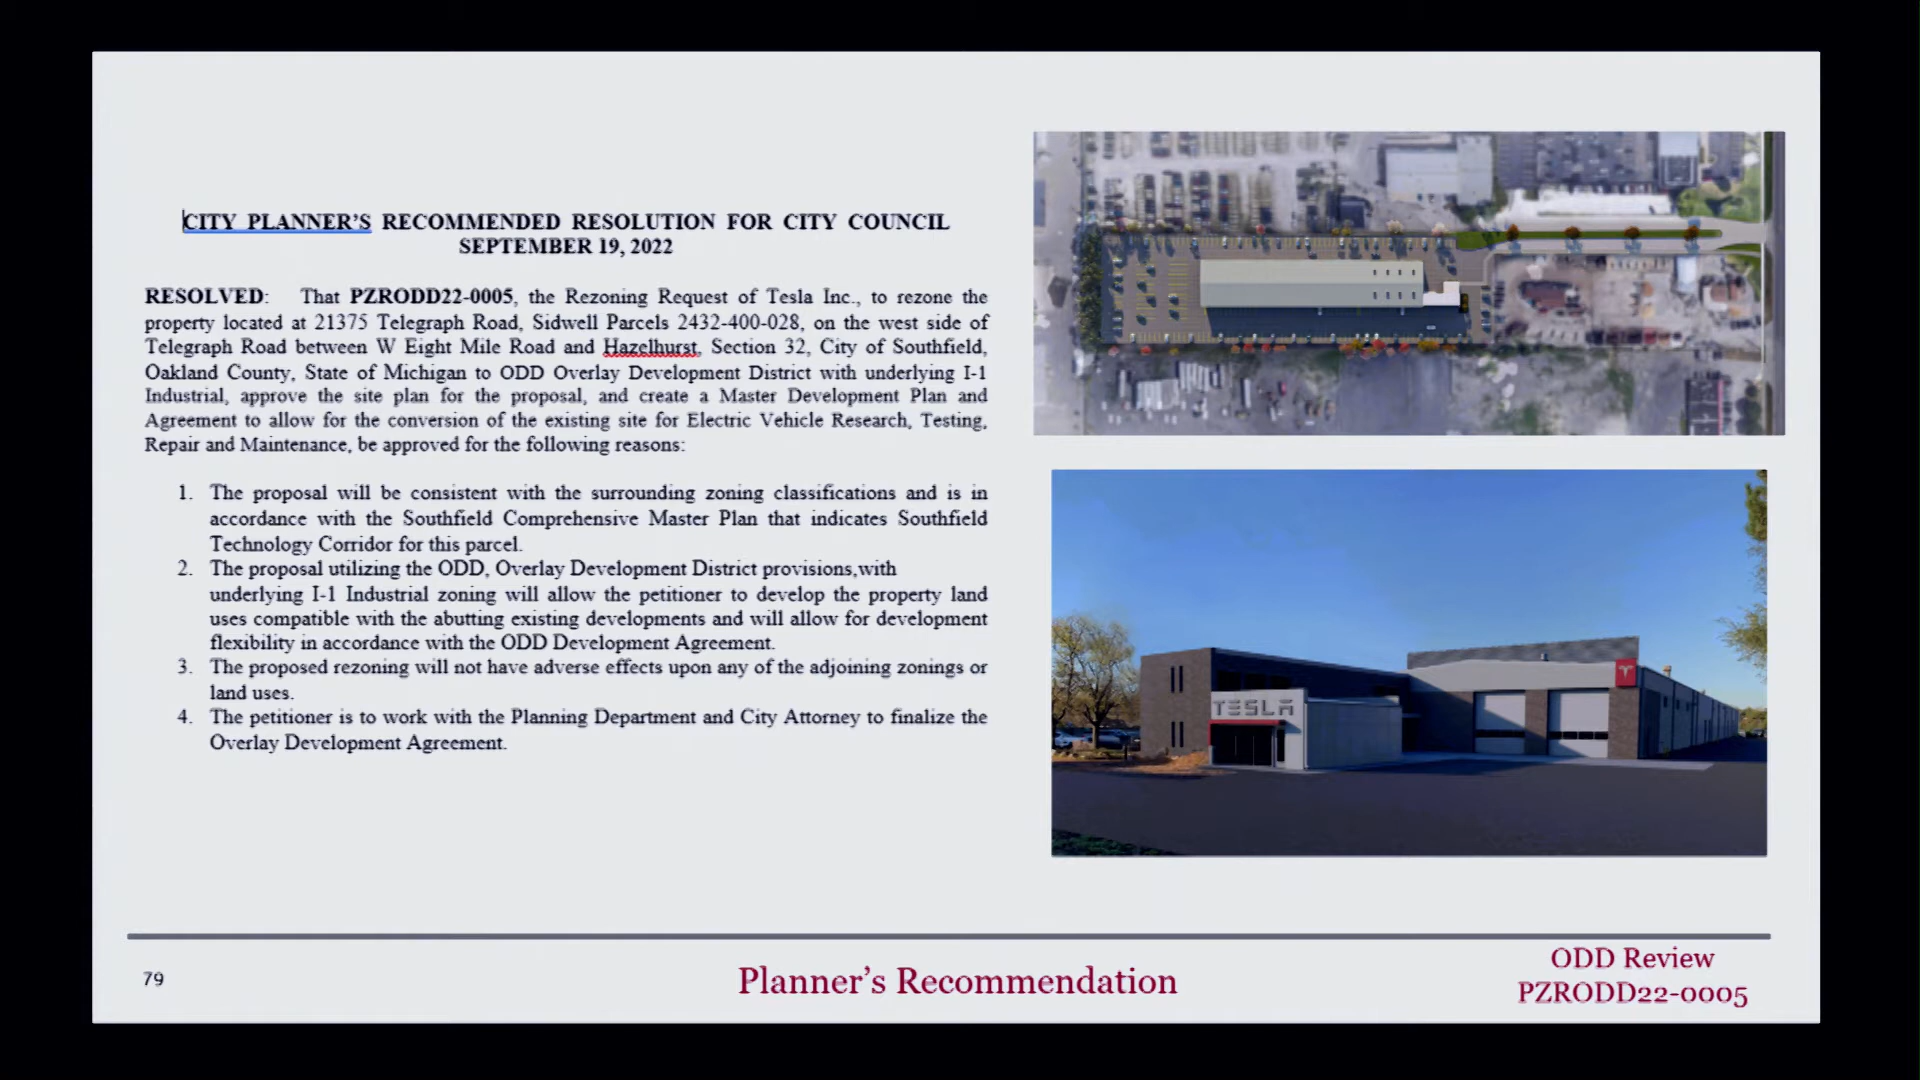 CITY PLANNER'S RECOMMENDED RESOLUTION FOR CITY COUNCIL
SEPTEMBER 19, 2022
RESOLVED: That PZRODD22-0005, the Rezoning Request of Tesla Inc., to rezone the
property located at 21375 Telegraph Road, Sidwell Parcels 2432-400-028, on the west side of
Telegraph Road between W Eight Mile Road and Hazelhurst, Section 32, City of Southfield,
Oakland County, State of Michigan to ODD Overlay Development District with underlying I-1
Industrial, approve the site plan for the proposal, and create a Master Development Plan and
Agreement to allow for the conversion of the existing site for Electric Vehicle Research, Testing,
Repair and Maintenance, be approved for the following reasons:
1. The proposal will be consistent with the surrounding zoning classifications and is in
accordance with the Southfield Comprehensive Master Plan that indicates Southfield
Technology Corridor for this parcel.
2. The proposal utilizing the ODD, Overlay Development District provisions,with
underlying I-1 Industrial zoning will allow the petitioner to develop the property land
uses compatible with the abutting existing developments and will allow for development
flexibility in accordance with the ODD Development Agreement.
3. The proposed rezoning will not have adverse effects upon any of the adjoining zonings or
land uses.
4. The petitioner is to work with the Planning Department and City Attorney to finalize the
Overlay Development Agreement.
TESLA
79
Planner's Recommendation
ODD Review
PZRODD22-0005